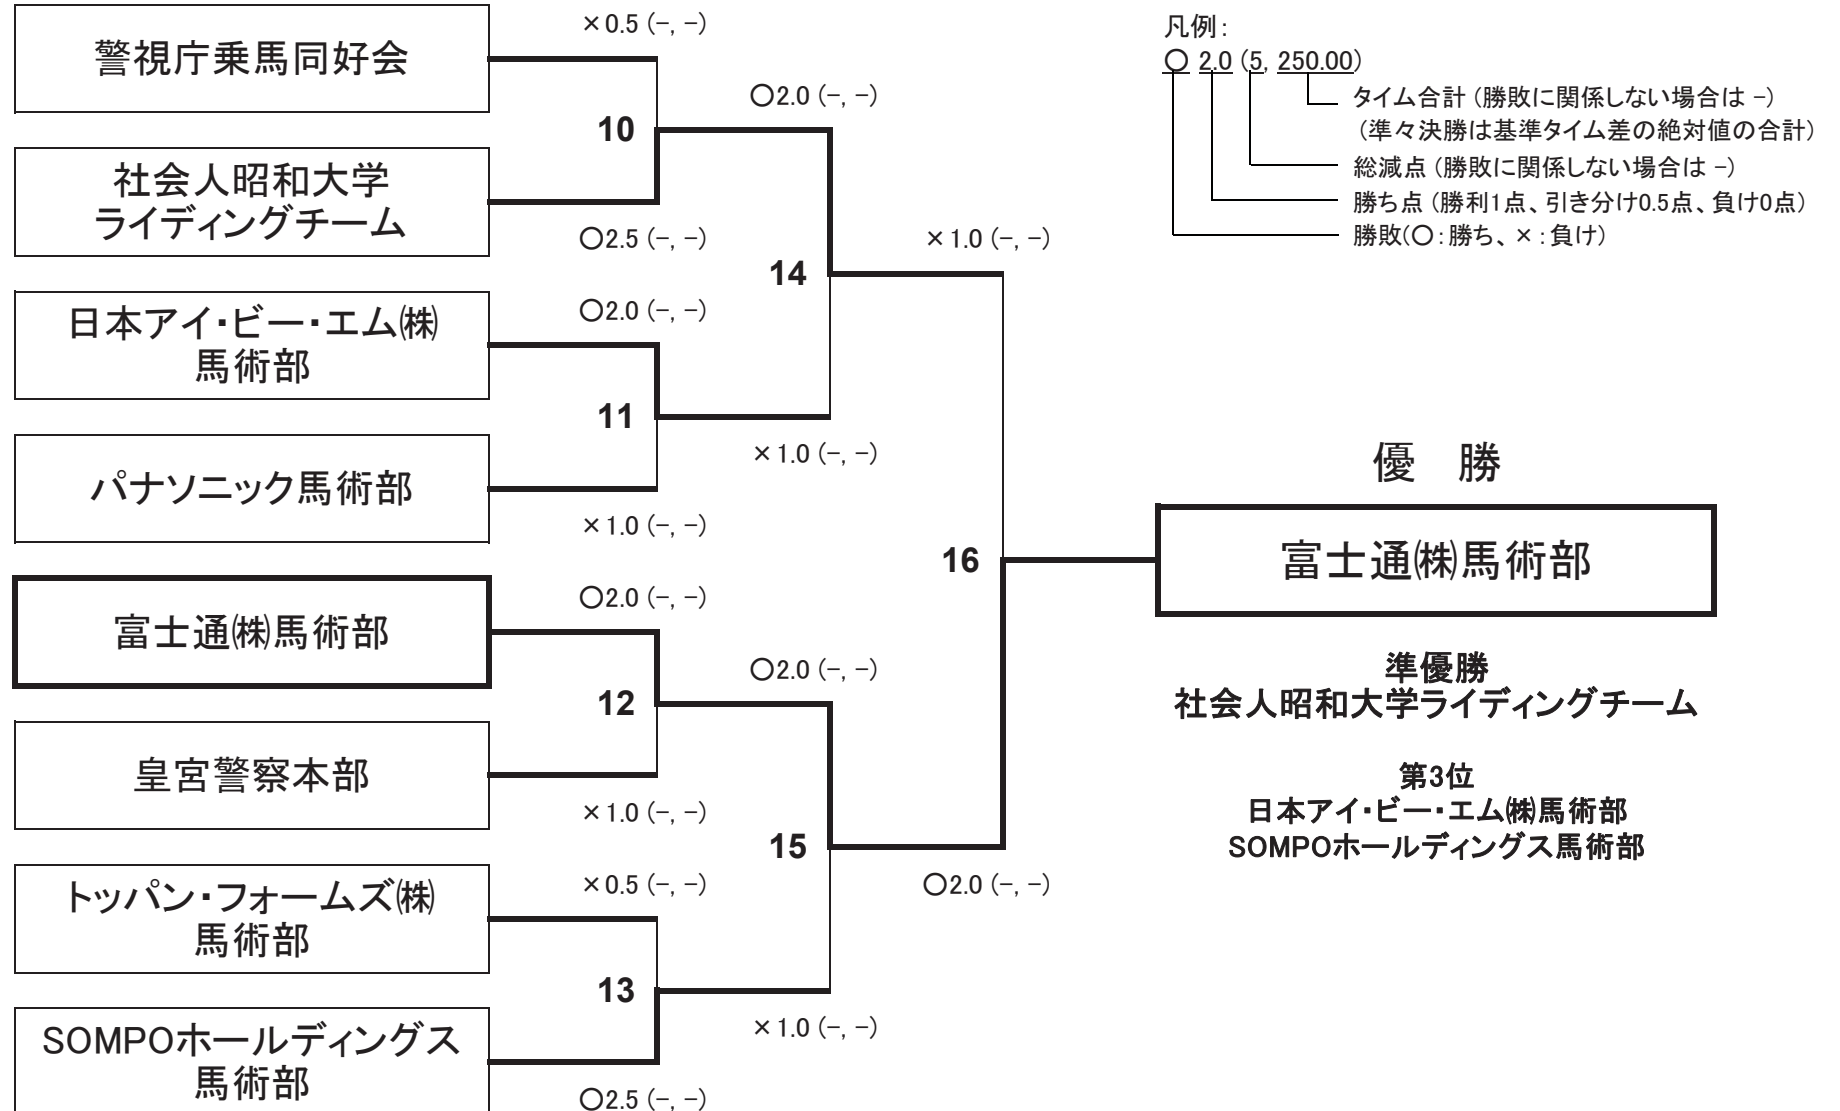 警視庁乗馬同好会
×0.5 (−, −)
10
○2.0 (−, −)
社会人昭和大学
ライディングチーム
○2.5 (−, −)
14
×1.0 (−, −)
日本アイ・ビー・エム㈱
馬術部
○2.0 (−, −)
11
×1.0 (−, −)
パナソニック馬術部
×1.0 (−, −)
16
富士通㈱馬術部
○2.0 (−, −)
12
○2.0 (−, −)
皇宮警察本部
×1.0 (−, −)
15
○2.0 (−, −)
トッパン・フォームズ㈱
馬術部
×0.5 (−, −)
13
×1.0 (−, −)
SOMPOホールディングス
馬術部
○2.5 (−, −)
凡例:
○ 2.0 (5, 250.00)
タイム合計 (勝敗に関係しない場合は −)
(準々決勝は基準タイム差の絶対値の合計)
総減点 (勝敗に関係しない場合は −)
勝ち点 (勝利1点、引き分け0.5点、負け0点)
勝敗(○:勝ち、×:負け)
優 勝
富士通㈱馬術部
準優勝
社会人昭和大学ライディングチーム
第3位
日本アイ・ビー・エム㈱馬術部
SOMPOホールディングス馬術部